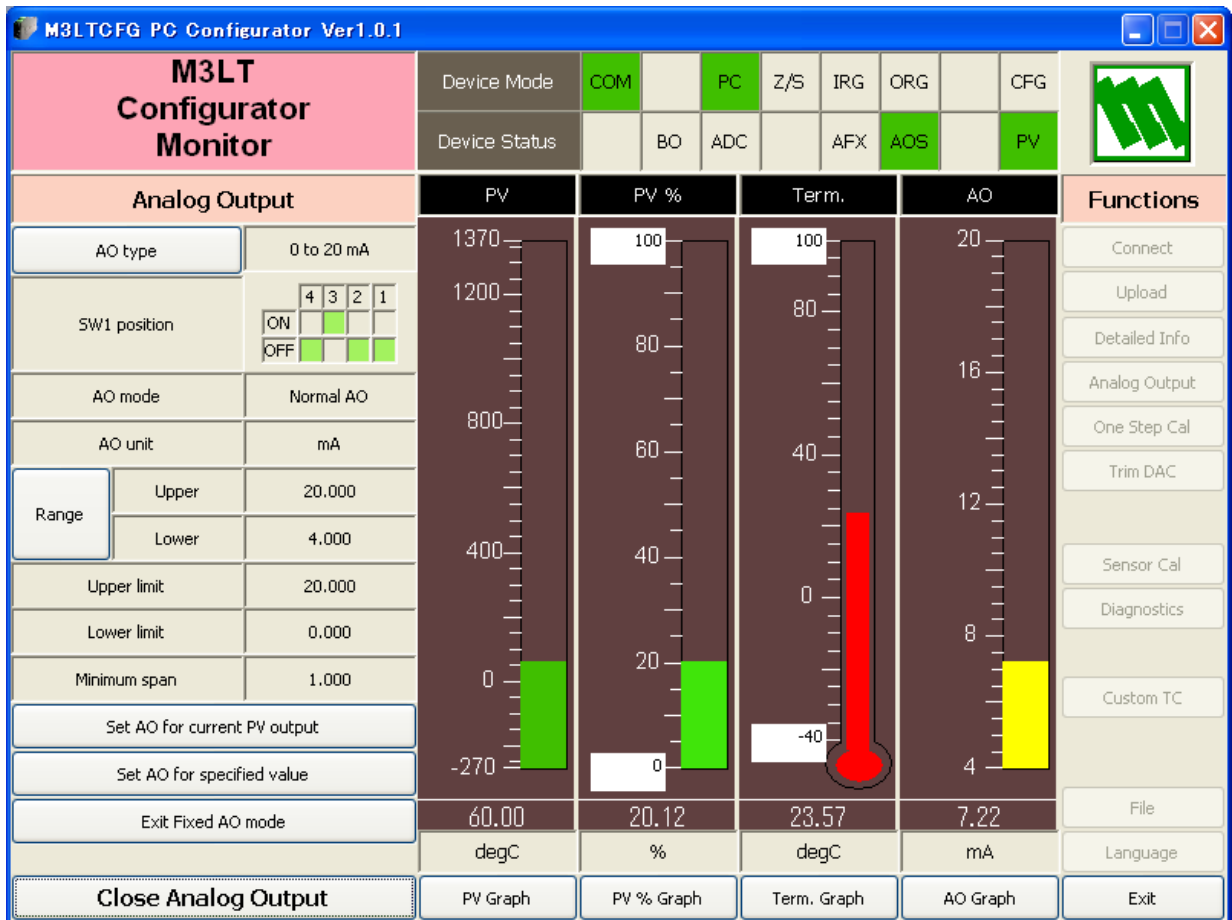 M3LTCFG PC Configurator Ver1.0.1
M3LT
Configurator
Monitor
Device Mode COM PC Z/S IRG ORG CFG
Device Status BO ADC AFX AOS PV
Analog Output
AO type 0 to 20 mA
SW1 position
4 3 2 1
ON
OFF
AO mode Normal AO
AO unit mA
Range
Upper 20.000
Lower 4.000
Upper limit 20.000
Lower limit 0.000
Minimum span 1.000
Set AO for current PV output
Set AO for specified value
Exit Fixed AO mode
Close Analog Output
PV
1370
1200
800
400
0
-270
60.00
degC
PV Graph
PV %
100
80
60
40
20
0
20.12
%
PV % Graph
Term.
100
80
40
0
-40
23.57
degC
Term. Graph
AO
20
16
12
8
4
7.22
mA
AO Graph
Functions
Connect
Upload
Detailed Info
Analog Output
One Step Cal
Trim DAC
Sensor Cal
Diagnostics
Custom TC
File
Language
Exit